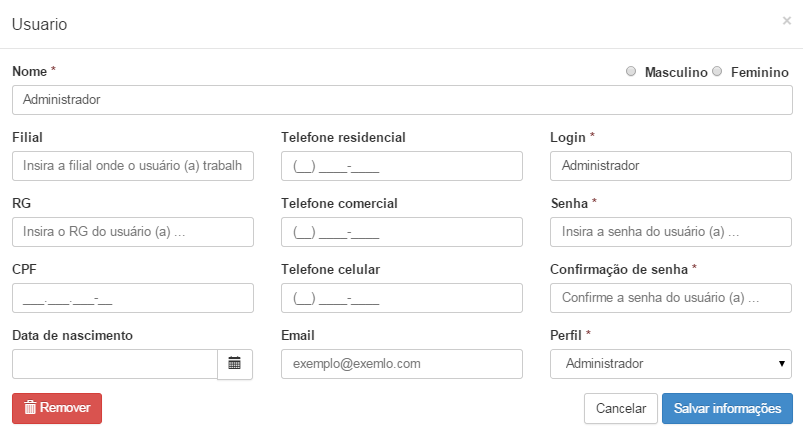 Usuario ×
Nome * Masculino Feminino
Administrador
Filial Telefone residencial Login *
Insira a filial onde o usuário (a) trabalh (__) ____-____ Administrador
RG Telefone comercial Senha *
Insira o RG do usuário (a) ... (__) ____-____ Insira a senha do usuário (a) ...
CPF Telefone celular Confirmação de senha *
___.___.___-__ (__) ____-____ Confirme a senha do usuário (a) ...
Data de nascimento Email Perfil *
exemplo@exemlo.com Administrador
Remover Cancelar Salvar informações